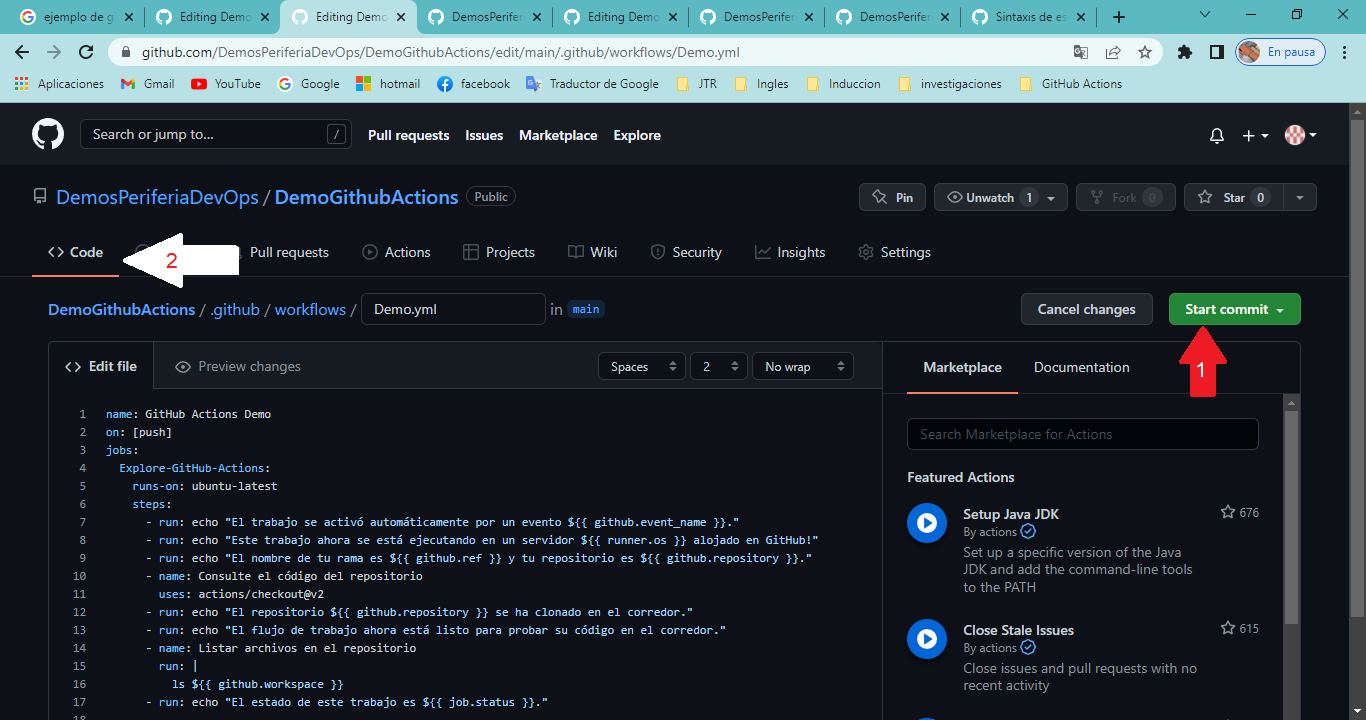 ejemplo de g
Editing Demo
Editing Demo
DemosPerifer
Editing Demo
DemosPerifer
DemosPerifer
Sintaxis de es
github.com/DemosPeriferiaDevOps/DemoGithubActions/edit/main/.github/workflows/Demo.yml
En pausa
Aplicaciones
Gmail
YouTube
Google
hotmail
facebook
Traductor de Google
JTR
Ingles
Induccion
investigaciones
GitHub Actions
Search or jump to...
/
Pull requests
Issues
Marketplace
Explore
DemosPeriferiaDevOps / DemoGithubActions
Public
Pin
Unwatch 1
Fork 0
Star 0
Code
2
Pull requests
Actions
Projects
Wiki
Security
Insights
Settings
DemoGithubActions / .github / workflows / Demo.yml in main
Cancel changes
Start commit
1
Edit file
Preview changes
Spaces
2
No wrap
Marketplace
Documentation
1 name: GitHub Actions Demo
2 on: [push]
3 jobs:
4 Explore-GitHub-Actions:
5 runs-on: ubuntu-latest
6 steps:
7 - run: echo "El trabajo se activó automáticamente por un evento ${{ github.event_name }}."
8 - run: echo "Este trabajo ahora se está ejecutando en un servidor ${{ runner.os }} alojado en GitHub!"
9 - run: echo "El nombre de tu rama es ${{ github.ref }} y tu repositorio es ${{ github.repository }}."
10 - name: Consulte el código del repositorio
11 uses: actions/checkout@v2
12 - run: echo "El repositorio ${{ github.repository }} se ha clonado en el corredor."
13 - run: echo "El flujo de trabajo ahora está listo para probar su código en el corredor."
14 - name: Listar archivos en el repositorio
15 run: |
16 ls ${{ github.workspace }}
17 - run: echo "El estado de este trabajo es ${{ job.status }}."
18
Search Marketplace for Actions
Featured Actions
Setup Java JDK
676
By actions
Set up a specific version of the Java
JDK and add the command-line tools
to the PATH
Close Stale Issues
615
By actions
Close issues and pull requests with no
recent activity